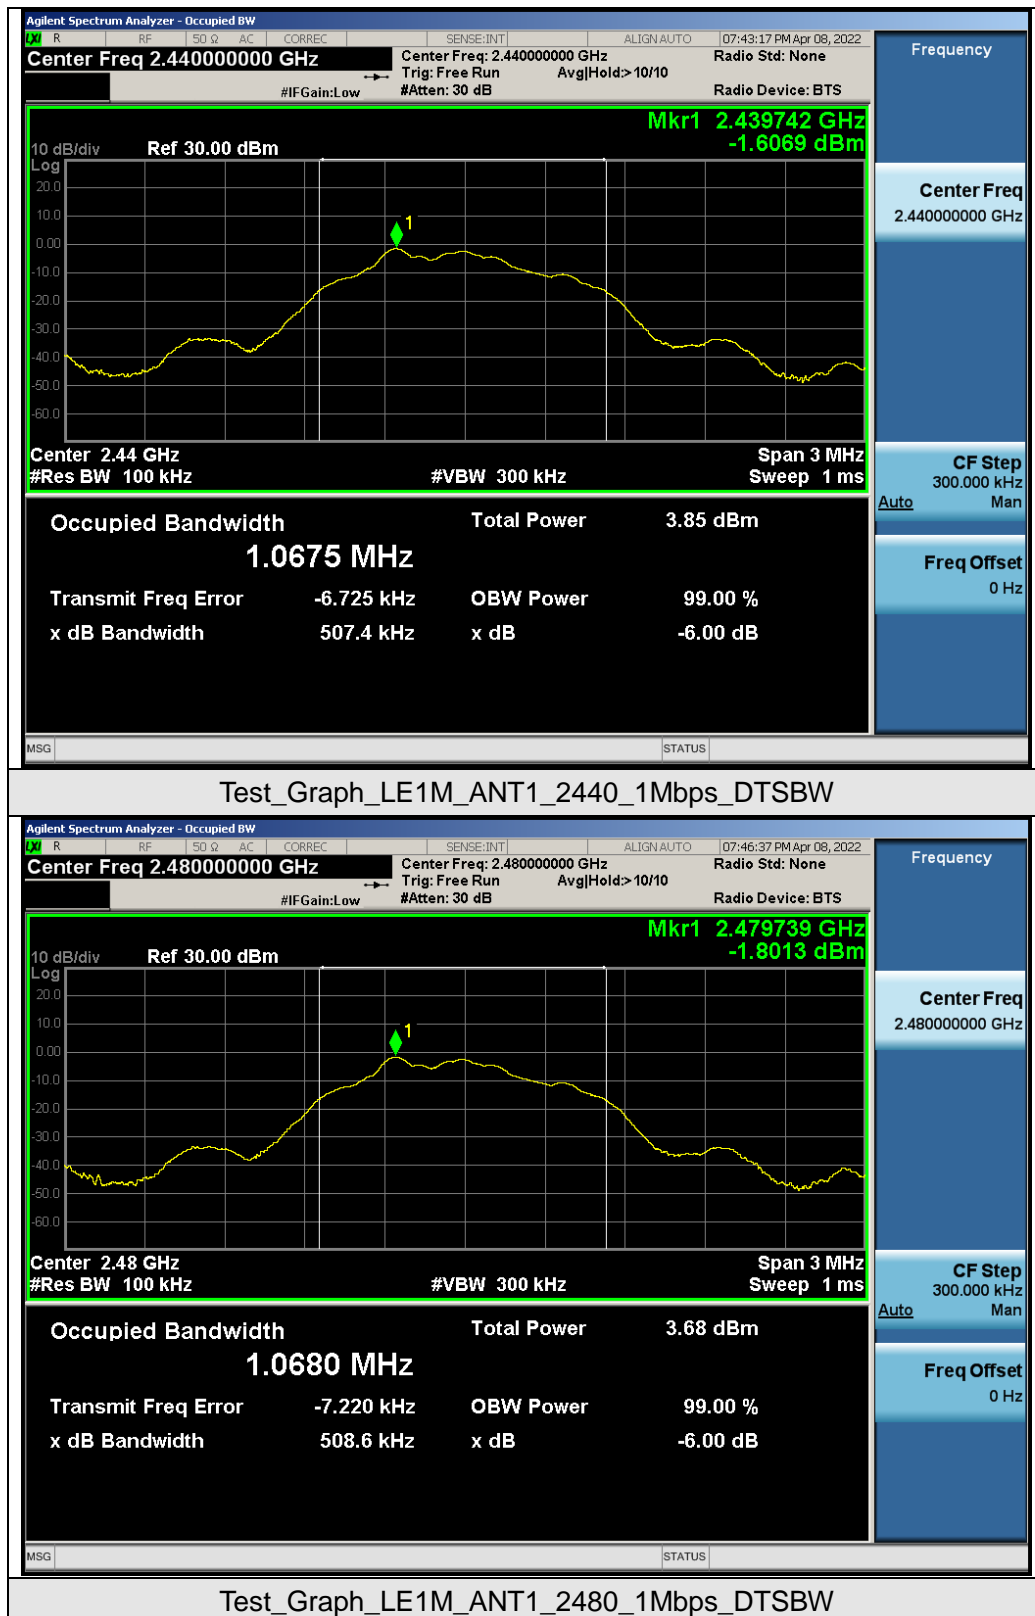 Agilent Spectrum Analyzer - Occupied BW
LXI R RF 50 Ω AC CORREC SENSE:INT ALIGN AUTO 07:43:17 PM Apr 08, 2022
Center Freq 2.440000000 GHz Center Freq: 2.440000000 GHz Radio Std: None
Trig: Free Run Avg|Hold:>10/10
#IFGain:Low #Atten: 30 dB Radio Device: BTS
Frequency
Mkr1 2.439742 GHz
-1.6069 dBm
10 dB/div Ref 30.00 dBm
Log
20.0
10.0
0.00
-10.0
-20.0
-30.0
-40.0
-50.0
-60.0
1
Center 2.44 GHz Span 3 MHz
#Res BW 100 kHz #VBW 300 kHz Sweep 1 ms
Occupied Bandwidth Total Power 3.85 dBm
1.0675 MHz
Transmit Freq Error -6.725 kHz OBW Power 99.00 %
x dB Bandwidth 507.4 kHz x dB -6.00 dB
Center Freq
2.440000000 GHz
CF Step
300.000 kHz
Auto Man
Freq Offset
0 Hz
MSG STATUS
Test_Graph_LE1M_ANT1_2440_1Mbps_DTSBW
Agilent Spectrum Analyzer - Occupied BW
LXI R RF 50 Ω AC CORREC SENSE:INT ALIGN AUTO 07:46:37 PM Apr 08, 2022
Center Freq 2.480000000 GHz Center Freq: 2.480000000 GHz Radio Std: None
Trig: Free Run Avg|Hold:>10/10
#IFGain:Low #Atten: 30 dB Radio Device: BTS
Frequency
Mkr1 2.479739 GHz
-1.8013 dBm
10 dB/div Ref 30.00 dBm
Log
20.0
10.0
0.00
-10.0
-20.0
-30.0
-40.0
-50.0
-60.0
1
Center 2.48 GHz Span 3 MHz
#Res BW 100 kHz #VBW 300 kHz Sweep 1 ms
Occupied Bandwidth Total Power 3.68 dBm
1.0680 MHz
Transmit Freq Error -7.220 kHz OBW Power 99.00 %
x dB Bandwidth 508.6 kHz x dB -6.00 dB
Center Freq
2.480000000 GHz
CF Step
300.000 kHz
Auto Man
Freq Offset
0 Hz
MSG STATUS
Test_Graph_LE1M_ANT1_2480_1Mbps_DTSBW